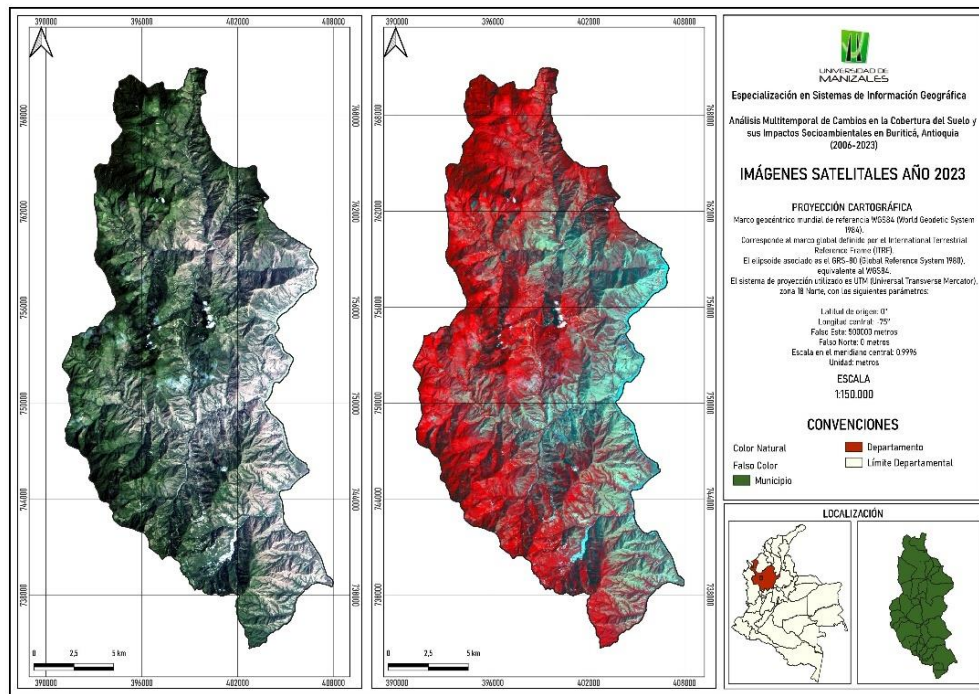 390000 396000 402000 408000
768000
762000
756000
750000
744000
738000
0 2,5 5 km
390000 396000 402000 408000
768000
762000
756000
750000
744000
738000
0 2,5 5 km
390000 396000 402000 408000
UNIVERSIDAD DE
MANIZALES
Especialización en Sistemas de Información Geográfica
Análisis Multitemporal de Cambios en la Cobertura del Suelo y
sus Impactos Socioambientales en Buriticá, Antioquia
(2006-2023)
IMÁGENES SATELITALES AÑO 2023
PROYECCIÓN CARTOGRÁFICA
Marco geocéntrico mundial de referencia WGS84 (World Geodetic System
1984).
Corresponde al marco global definido por el International Terrestrial
Reference Frame (ITRF).
El elipsoide asociado es el GRS-80 (Global Reference System 1980),
equivalente al WGS84.
El sistema de proyección utilizado es UTM (Universal Transverse Mercator),
zona 18 Norte, con los siguientes parámetros:
Latitud de origen: 0°
Longitud central: -75°
Falso Este: 500000 metros
Falso Norte: 0 metros
Escala en el meridiano central: 0.9996
Unidad: metros
ESCALA
1:150.000
CONVENCIONES
Color Natural
Falso Color
Municipio
Departamento
Límite Departamental
LOCALIZACIÓN